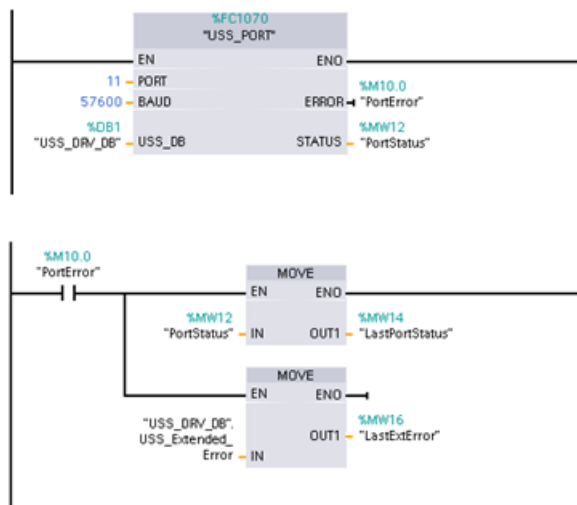 %FC1070
"USS_PORT"
EN ENO
11 PORT %M10.0
57600 BAUD ERROR "PortError"
%DB1 %MW12
"USS_DRV_DB" USS_DB STATUS "PortStatus"
%M10.0
"PortError" MOVE
EN ENO
%MW12 %MW14
"PortStatus" IN OUT1 "LastPortStatus"
MOVE
EN ENO
"USS_DRV_DB". %MW16
USS_Extended_ OUT1 "LastExtError"
Error IN